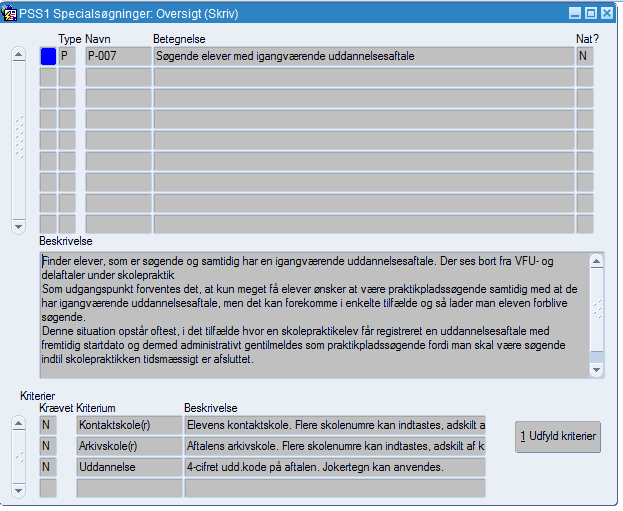 PSS1 Specialsøgninger: Oversigt (Skriv)
Type Navn Betegnelse Nat?
P P-007 Søgende elever med igangværende uddannelsesaftale N
Beskrivelse
Finder elever, som er søgende og samtidig har en igangværende uddannelsesaftale. Der ses bort fra VFU- og
delaftaler under skolepraktik
Som udgangspunkt forventes det, at kun meget få elever ønsker at være praktikpladssøgende samtidig med at de
har igangværende uddannelsesaftale, men det kan forekomme i enkelte tilfælde og så lader man eleven forblive
søgende.
Denne situation opstår oftest, i det tilfælde hvor en skolepraktikelev får registreret en uddannelsesaftale med
fremtidig startdato og dermed administrativt gentilmeldes som praktikpladssøgende fordi man skal være søgende
indtil skolepraktikken tidsmæssigt er afsluttet.
Kriterier
Krævet Kriterium Beskrivelse
N Kontaktskole(r) Elevens kontaktskole. Flere skolenumre kan indtastes, adskilt a
N Arkivskole(r) Aftalens arkivskole. Flere skolenumre kan indtastes, adskilt af k
N Uddannelse 4-cifret udd.kode på aftalen. Jokertegn kan anvendes.
1 Udfyld kriterier